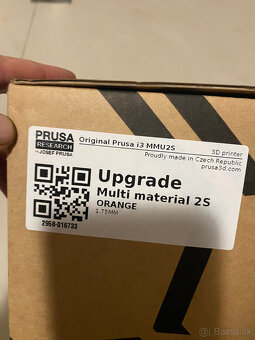 PRUSA
RESEARCH
by JOSEF PRUSA
Original Prusa i3 MMU2S
3D printer
Proudly made in Czech Republic
prusa3d.com
Upgrade
Multi material 2S
ORANGE
1.75MM
2958-016733
© Bazos.sk